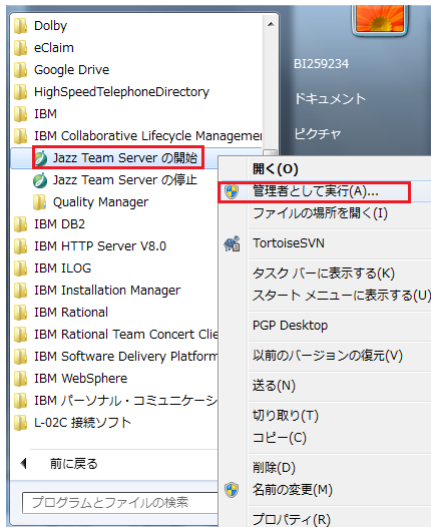 Dolby
eClaim
Google Drive
HighSpeedTelephoneDirectory
IBM
IBM Collaborative Lifecycle Managemen
Jazz Team Server の開始
Jazz Team Server の停止
Quality Manager
IBM DB2
IBM HTTP Server V8.0
IBM ILOG
IBM Installation Manager
IBM Rational
IBM Rational Team Concert Clie
IBM Software Delivery Platform
IBM WebSphere
IBM パーソナル・コミュニケーシ
L-02C 接続ソフト
前に戻る
プログラムとファイルの検索
BI259234
ドキュメント
ピクチャ
開く(O)
管理者として実行(A)...
ファイルの場所を開く(I)
TortoiseSVN
タスク バーに表示する(K)
スタート メニューに表示する(U)
PGP Desktop
以前のバージョンの復元(V)
送る(N)
切り取り(T)
コピー(C)
削除(D)
名前の変更(M)
プロパティ(R)